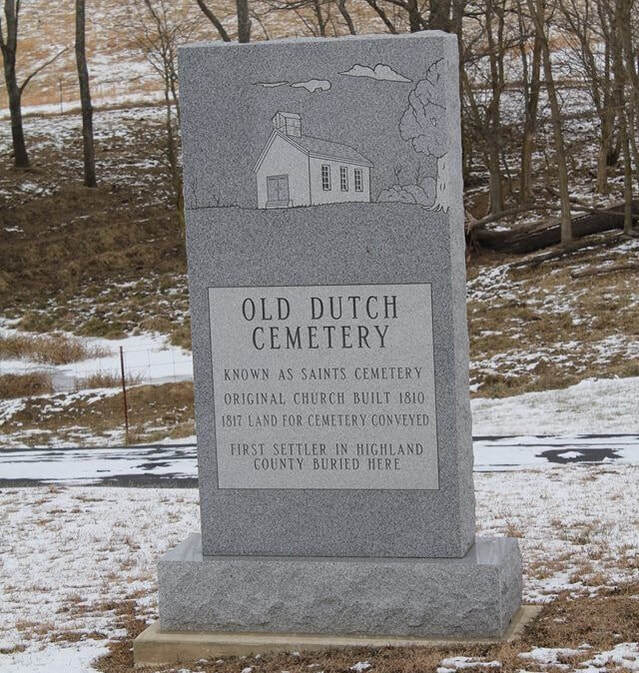 OLD DUTCH
CEMETERY
KNOWN AS SAINTS CEMETERY
ORIGINAL CHURCH BUILT 1810
1817 LAND FOR CEMETERY CONVEYED
FIRST SETTLER IN HIGHLAND
COUNTY BURIED HERE